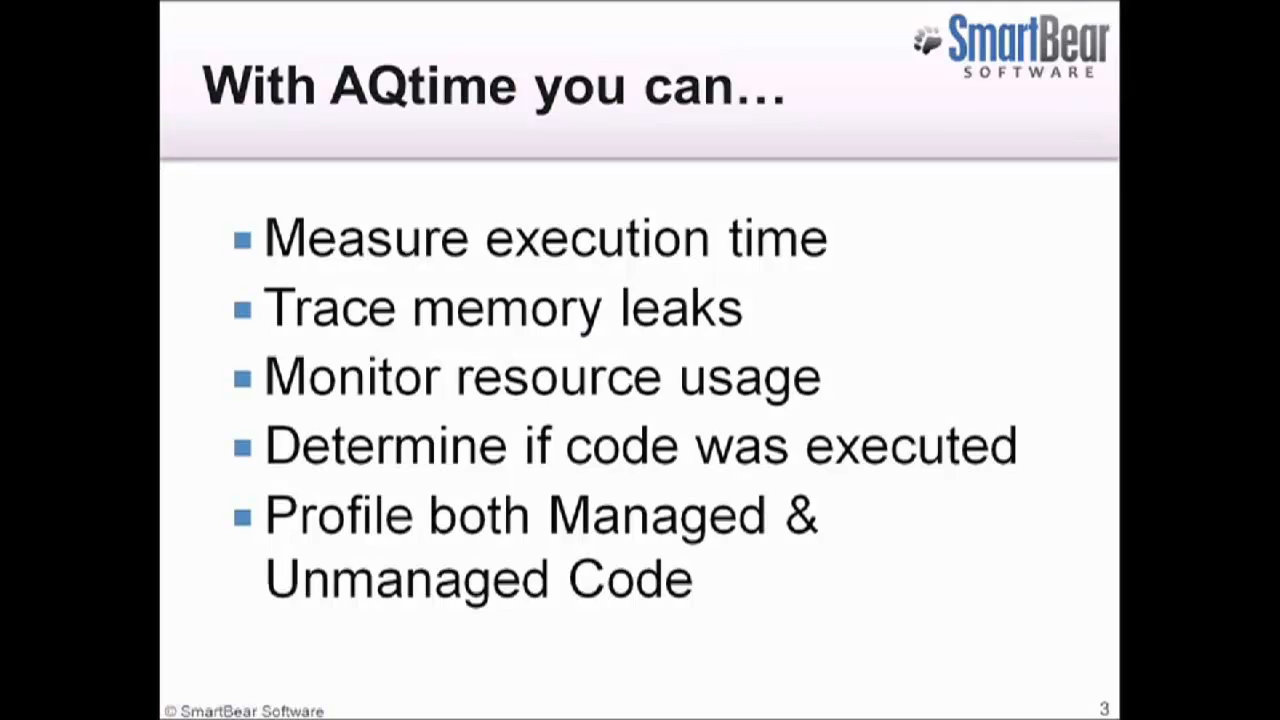 SmartBear
SOFTWARE
With AQtime you can...
Measure execution time
Trace memory leaks
Monitor resource usage
Determine if code was executed
Profile both Managed &
Unmanaged Code
© SmartBear Software
3